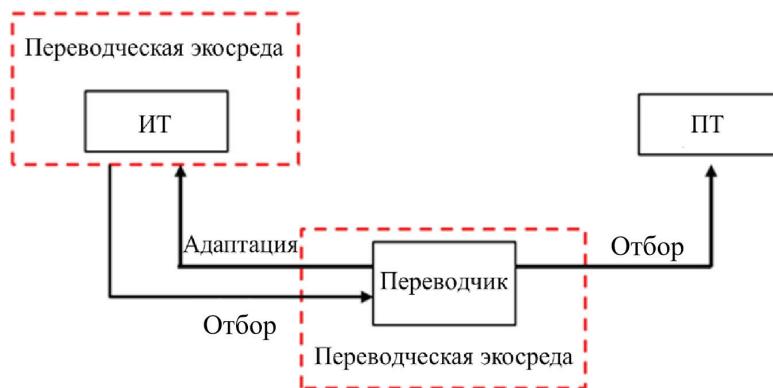 Переводческая экосреда
ИТ
ПТ
Адаптация
Отбор
Переводчик
Отбор
Переводческая экосреда